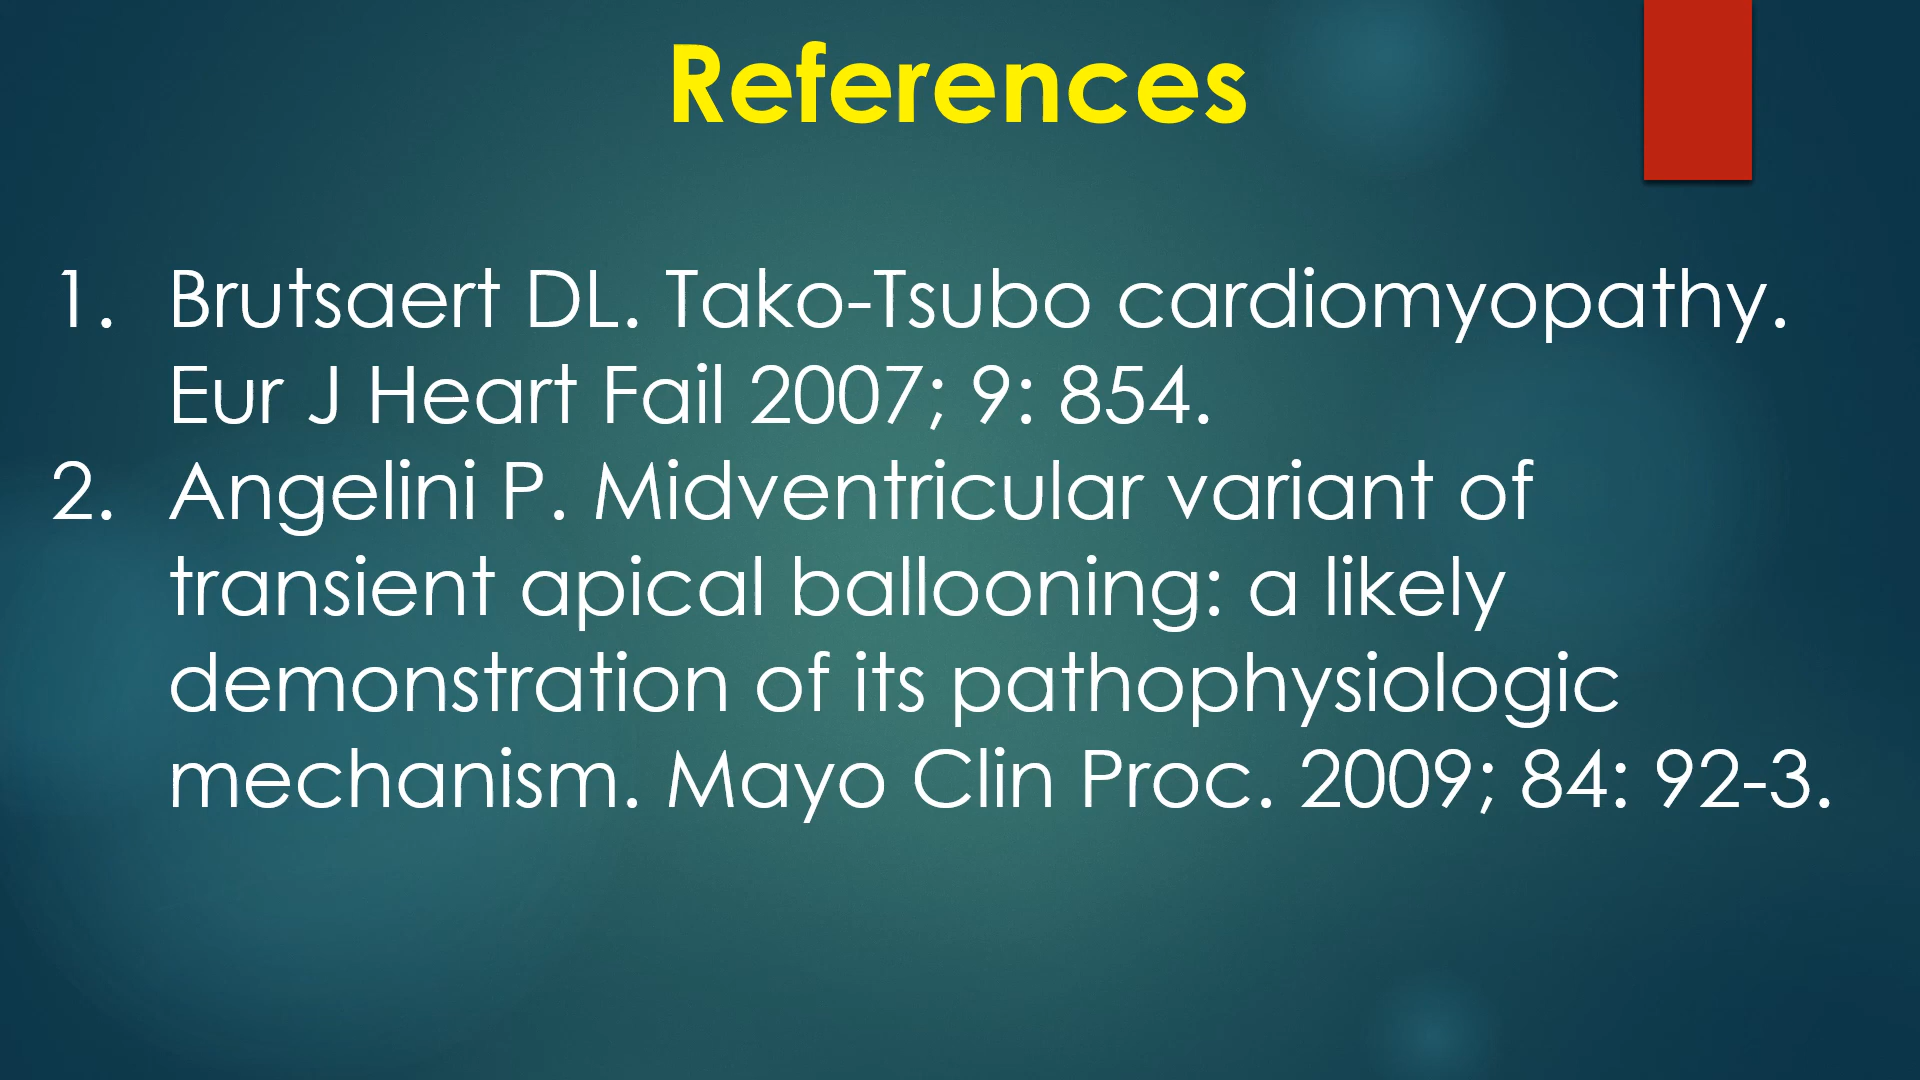 References
1. Brutsaert DL. Tako-Tsubo cardiomyopathy.
Eur J Heart Fail 2007; 9: 854.
2. Angelini P. Midventricular variant of
transient apical ballooning: a likely
demonstration of its pathophysiologic
mechanism. Mayo Clin Proc. 2009; 84: 92-3.